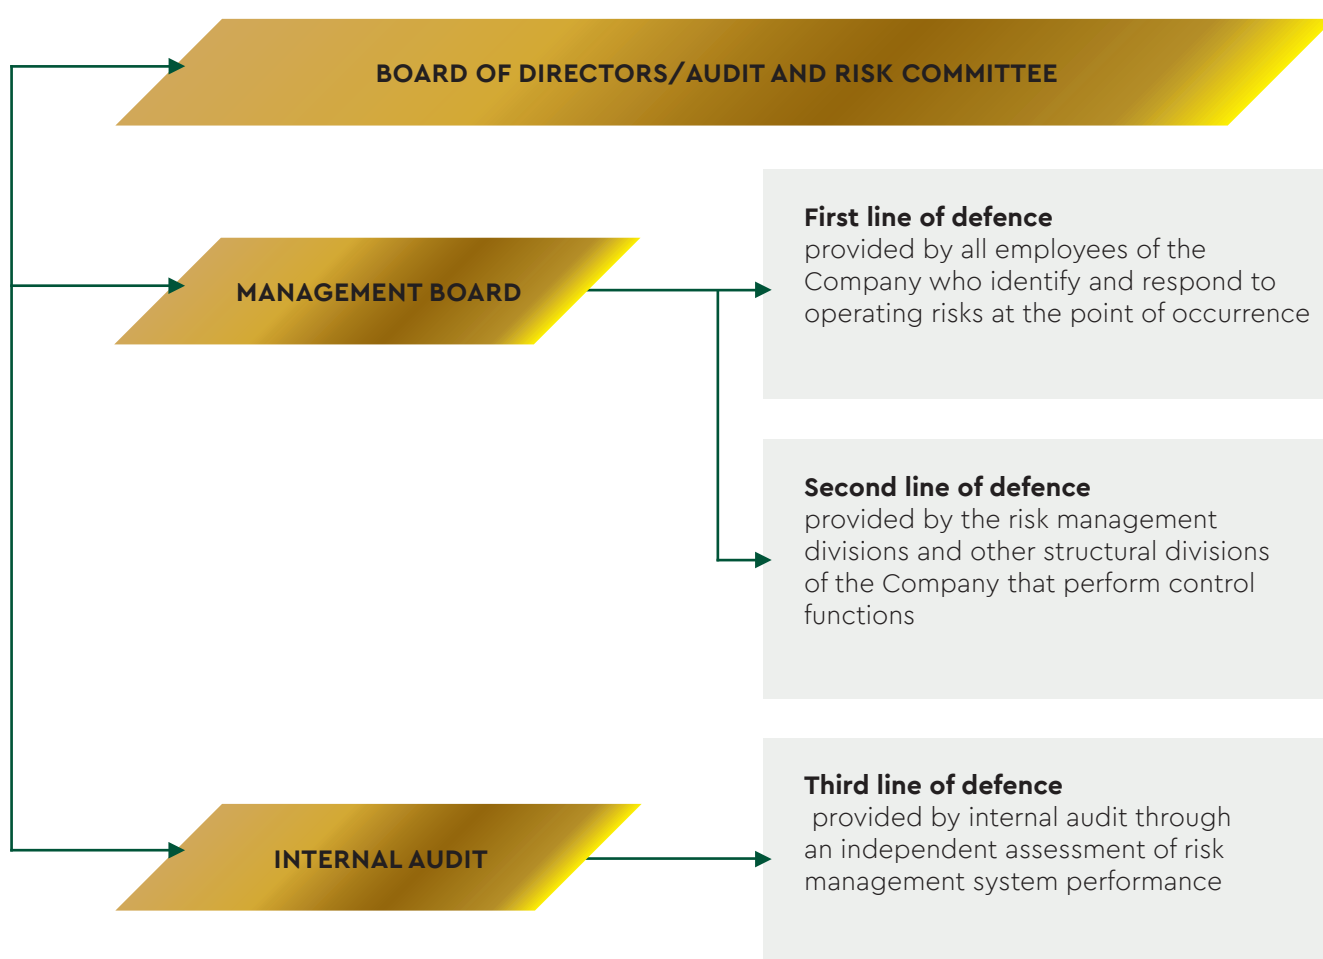 BOARD OF DIRECTORS/AUDIT AND RISK COMMITTEE
MANAGEMENT BOARD
First line of defence
provided by all employees of the
Company who identify and respond to
operating risks at the point of occurrence
Second line of defence
provided by the risk management
divisions and other structural divisions
of the Company that perform control
functions
INTERNAL AUDIT
Third line of defence
provided by internal audit through
an independent assessment of risk
management system performance